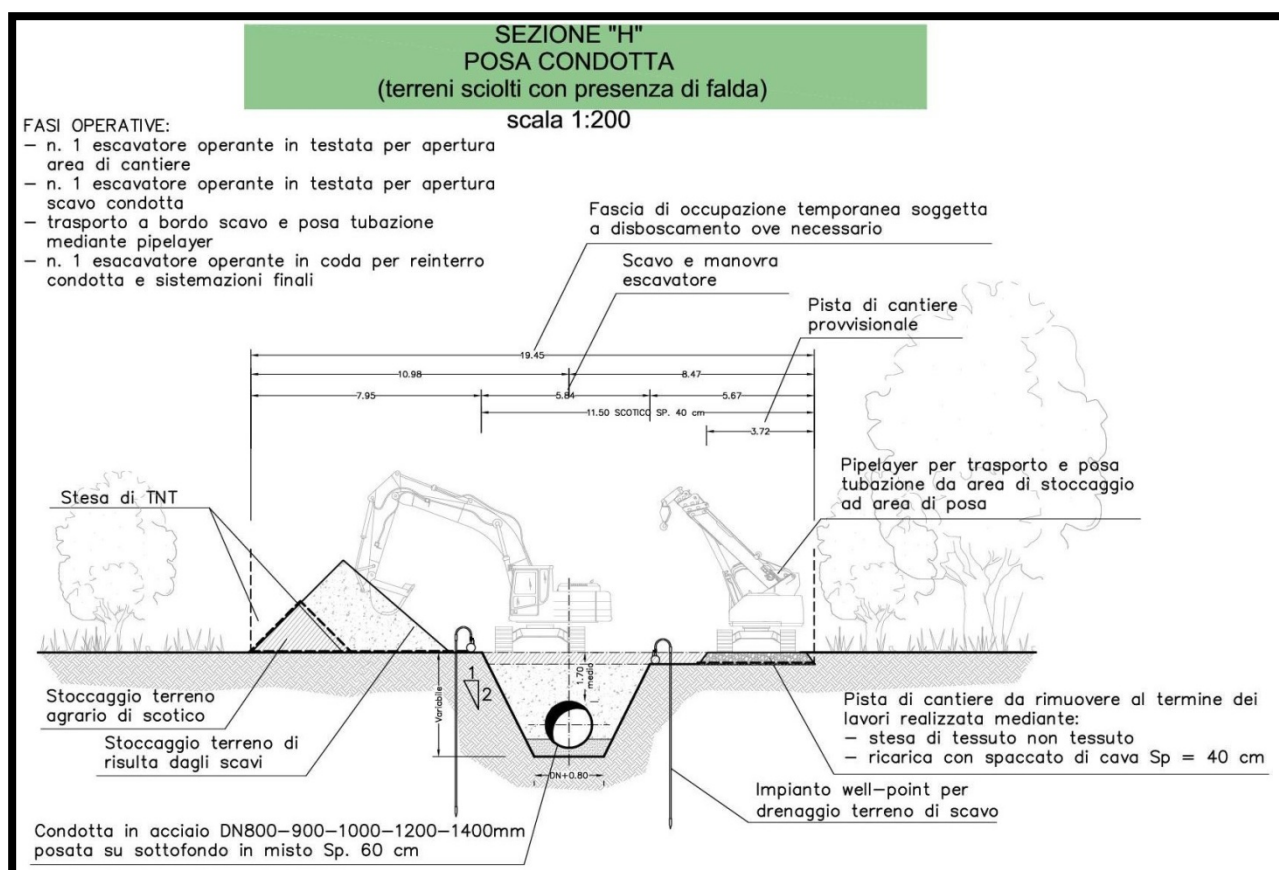 SEZIONE "H"
POSA CONDOTTA
(terreni sciolti con presenza di falda)
scala 1:200
FASI OPERATIVE:
– n. 1 escavatore operante in testata per apertura
area di cantiere
– n. 1 escavatore operante in testata per apertura
scavo condotta
– trasporto a bordo scavo e posa tubazione
mediante pipelayer
– n. 1 esacavatore operante in coda per reinterro
condotta e sistemazioni finali
Fascia di occupazione temporanea soggetta
a disboscamento ove necessario
Scavo e manovra
escavatore
Pista di cantiere
provvisionale
19.45
10.98
8.47
7.95
5.84
5.67
11.50 SCOTICO SP. 40 cm
3.72
Pipelayer per trasporto e posa
tubazione da area di stoccaggio
ad area di posa
Stesa di TNT
1
2
Variabile
1.70
medio
DN+0.80
Stoccaggio terreno
agrario di scotico
Stoccaggio terreno di
risulta dagli scavi
Pista di cantiere da rimuovere al termine dei
lavori realizzata mediante:
– stesa di tessuto non tessuto
– ricarica con spaccato di cava Sp = 40 cm
Impianto well–point per
drenaggio terreno di scavo
Condotta in acciaio DN800–900–1000–1200–1400mm
posata su sottofondo in misto Sp. 60 cm